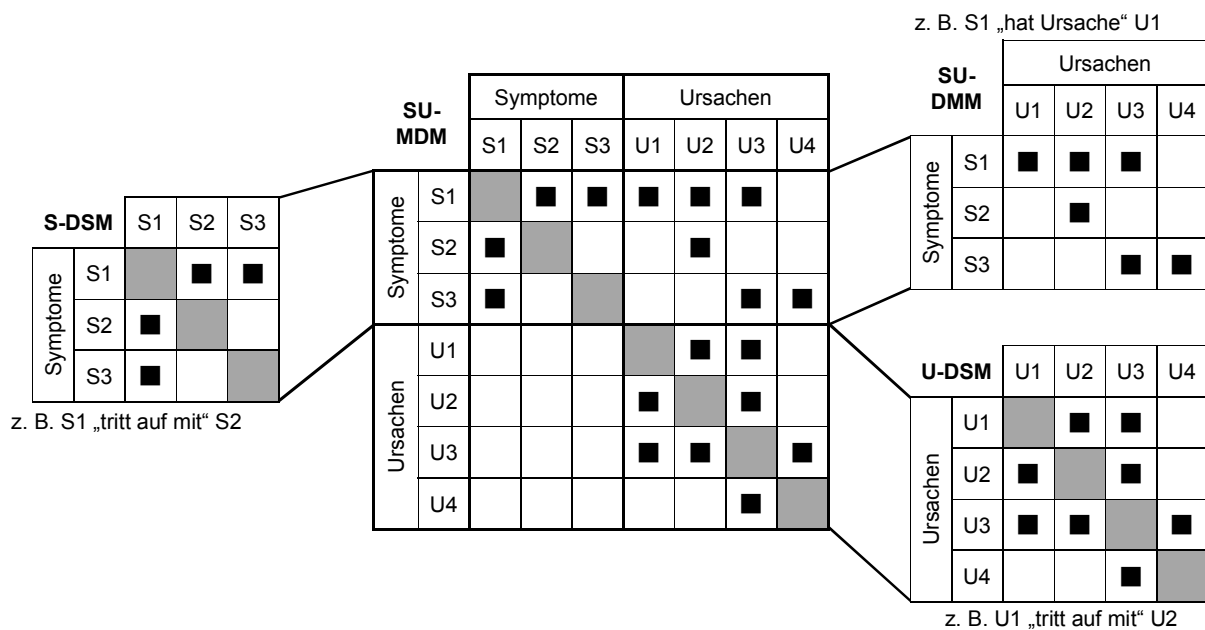 z. B. S1 „hat Ursache“ U1
SU-
DMM
Ursachen
U1 U2 U3 U4
Symptome
S1
S2
S3
SU-
MDM
Symptome Ursachen
S1 S2 S3 U1 U2 U3 U4
Symptome
S1
S2
S3
Ursachen
U1
U2
U3
U4
S-DSM S1 S2 S3
Symptome
S1
S2
S3
z. B. S1 „tritt auf mit“ S2
U-DSM U1 U2 U3 U4
Ursachen
U1
U2
U3
U4
z. B. U1 „tritt auf mit“ U2